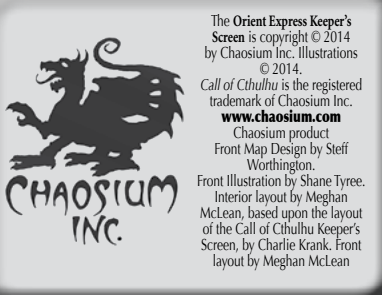 CHAOSIUM
INC.
The Orient Express Keeper's
Screen is copyright © 2014
by Chaosium Inc. Illustrations
© 2014.
Call of Cthulhu is the registered
trademark of Chaosium Inc.
www.chaosium.com
Chaosium product
Front Map Design by Steff
Worthington.
Front Illustration by Shane Tyree.
Interior layout by Meghan
McLean, based upon the layout
of the Call of Cthulhu Keeper's
Screen, by Charlie Krank. Front
layout by Meghan McLean